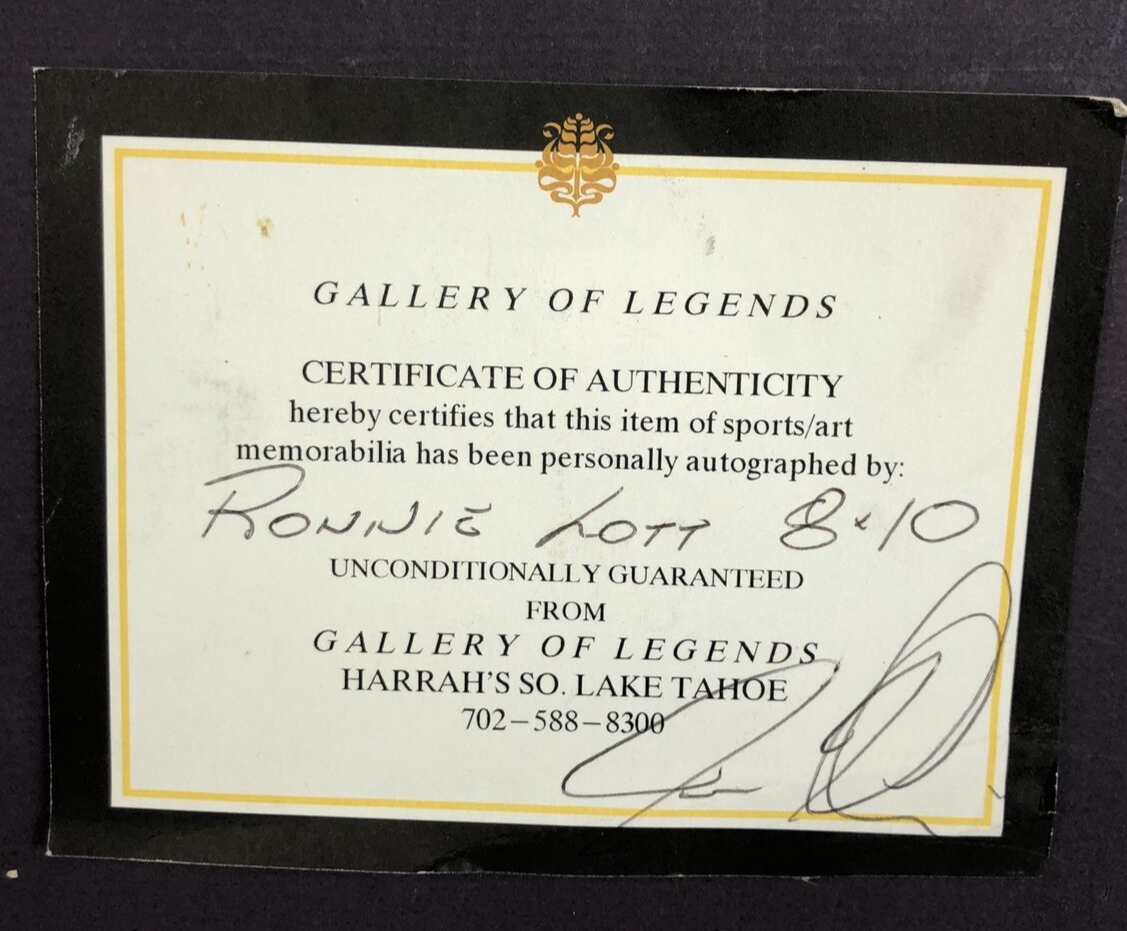 GALLERY OF LEGENDS
CERTIFICATE OF AUTHENTICITY
hereby certifies that this item of sports/art
memorabilia has been personally autographed by:
RONNIE LOTT 8x10
UNCONDITIONALLY GUARANTEED
FROM
GALLERY OF LEGENDS
HARRAH'S SO. LAKE TAHOE
702-588-8300